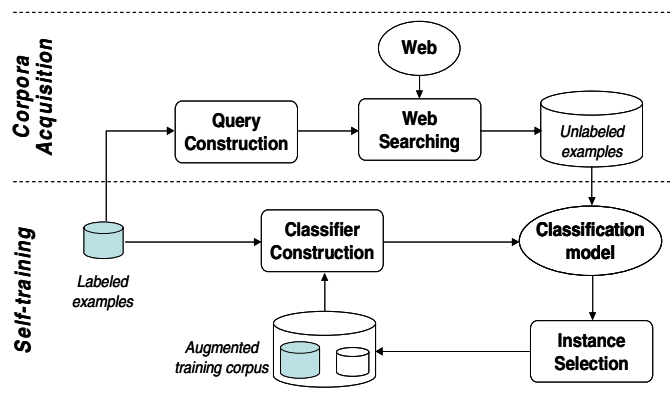 Corpora
Acquisition
Web
Query
Construction
Web
Searching
Unlabeled
examples
Self-training
Labeled
examples
Classifier
Construction
Classification
model
Augmented
training corpus
Instance
Selection